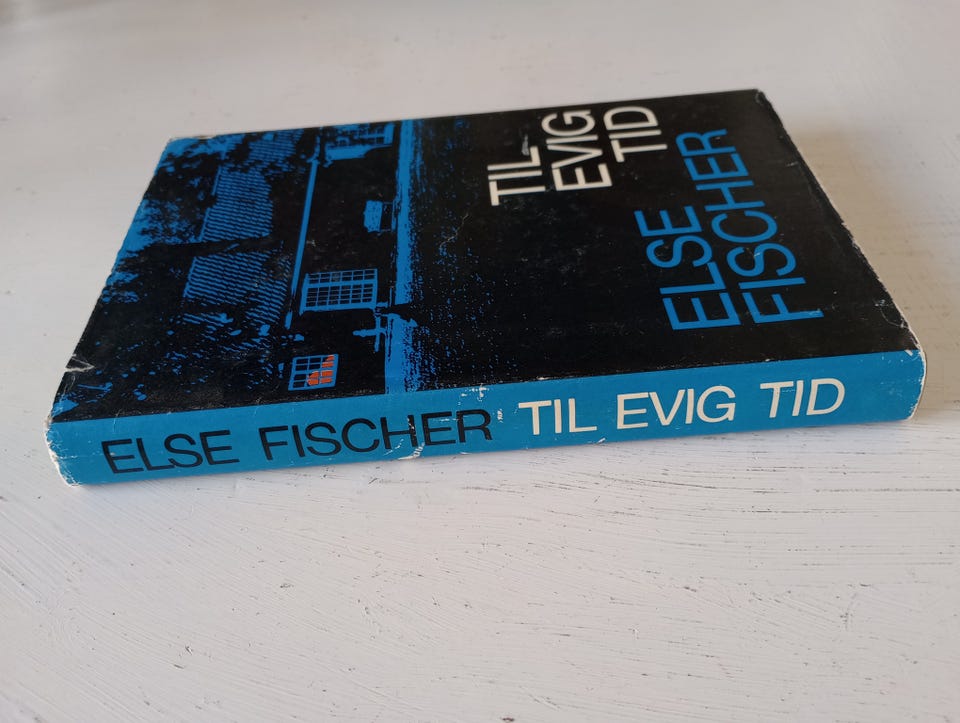 TIL
EVIG
TID
ELSE
FISCHER
ELSE FISCHER TIL EVIG TID